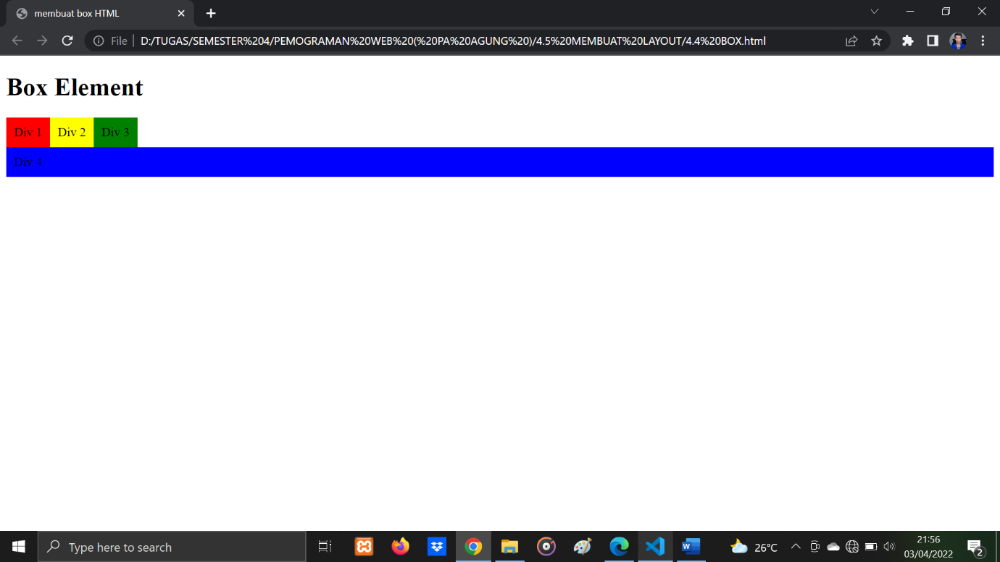 membuat box HTML
File D:/TUGAS/SEMESTER%204/PEMOGRAMAN%20WEB%20(%20PA%20AGUNG%20)/4.5%20MEMBUAT%20LAYOUT/4.4%20BOX.html
Box Element
Div 1 Div 2 Div 3
Div 4
Type here to search
26°C
21:56
03/04/2022
2